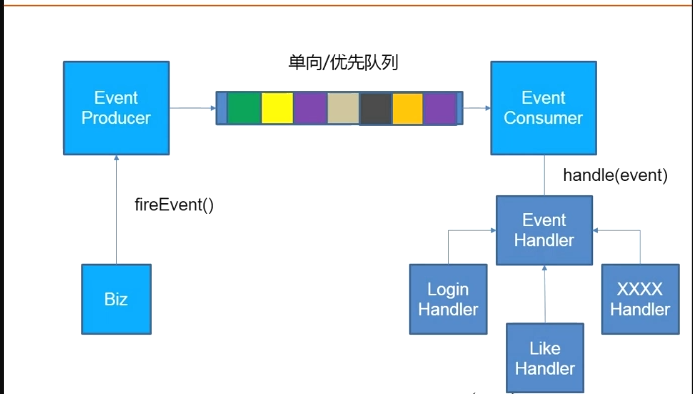 单向/优先队列
Event
Producer
Event
Consumer
handle(event)
fireEvent()
Event
Handler
Biz
Login
Handler
XXXX
Handler
Like
Handler